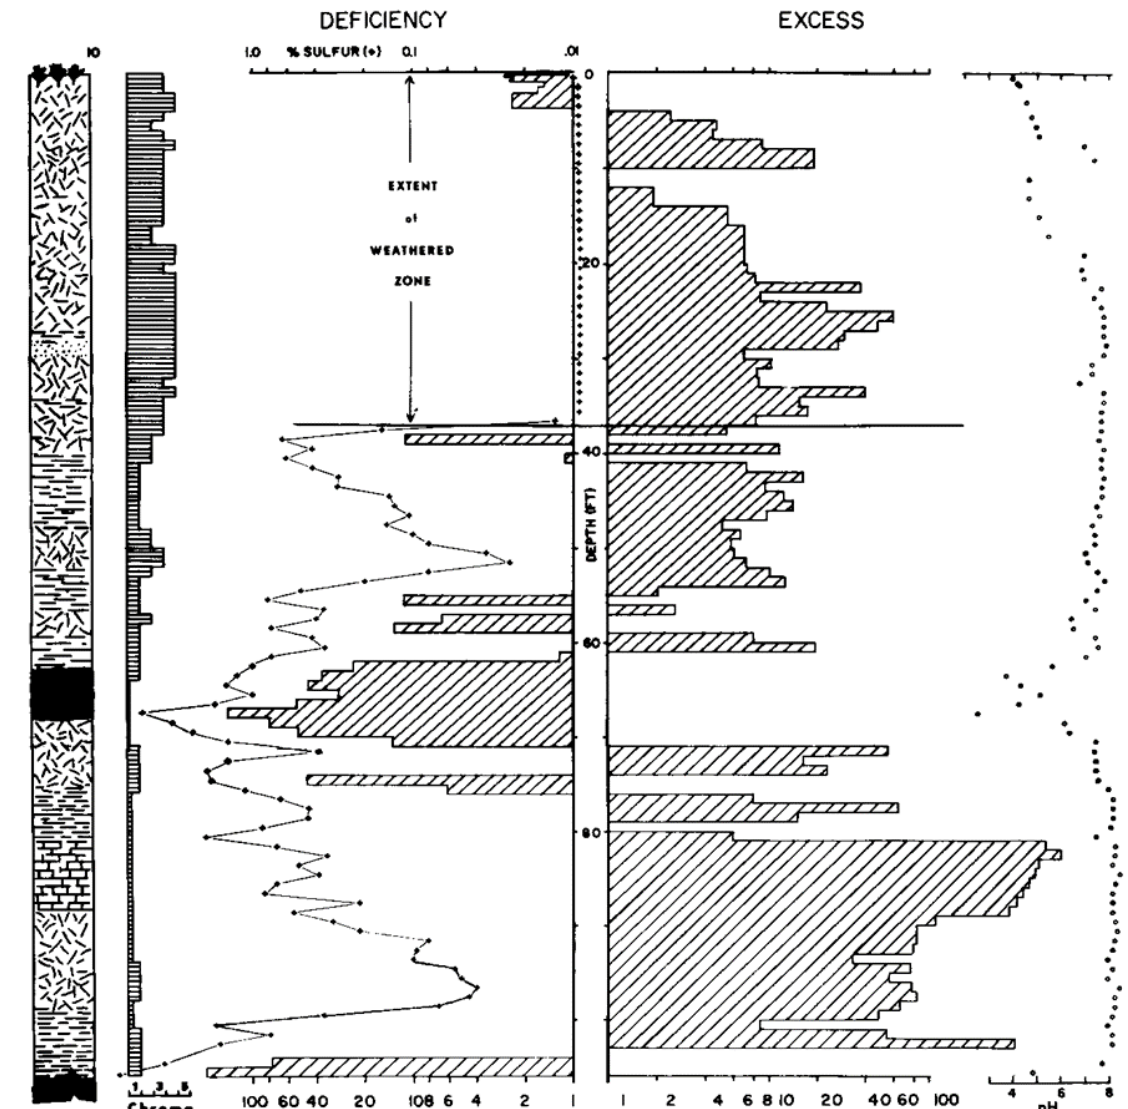 DEFICIENCY EXCESS
10 1.0 % SULFUR (+) 0.1 .01
0
EXTENT
of
WEATHERED
ZONE
20
40
DEPTH (FT)
60
80
1 3 5
Chroma
100 60 40 20 108 6 4 2 1 1 2 4 6 8 10 20 40 60 100 4 6 8
pH